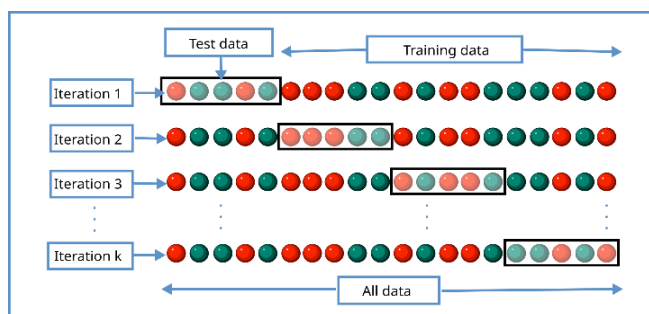 Test data
Training data
Iteration 1
Iteration 2
Iteration 3
Iteration k
All data